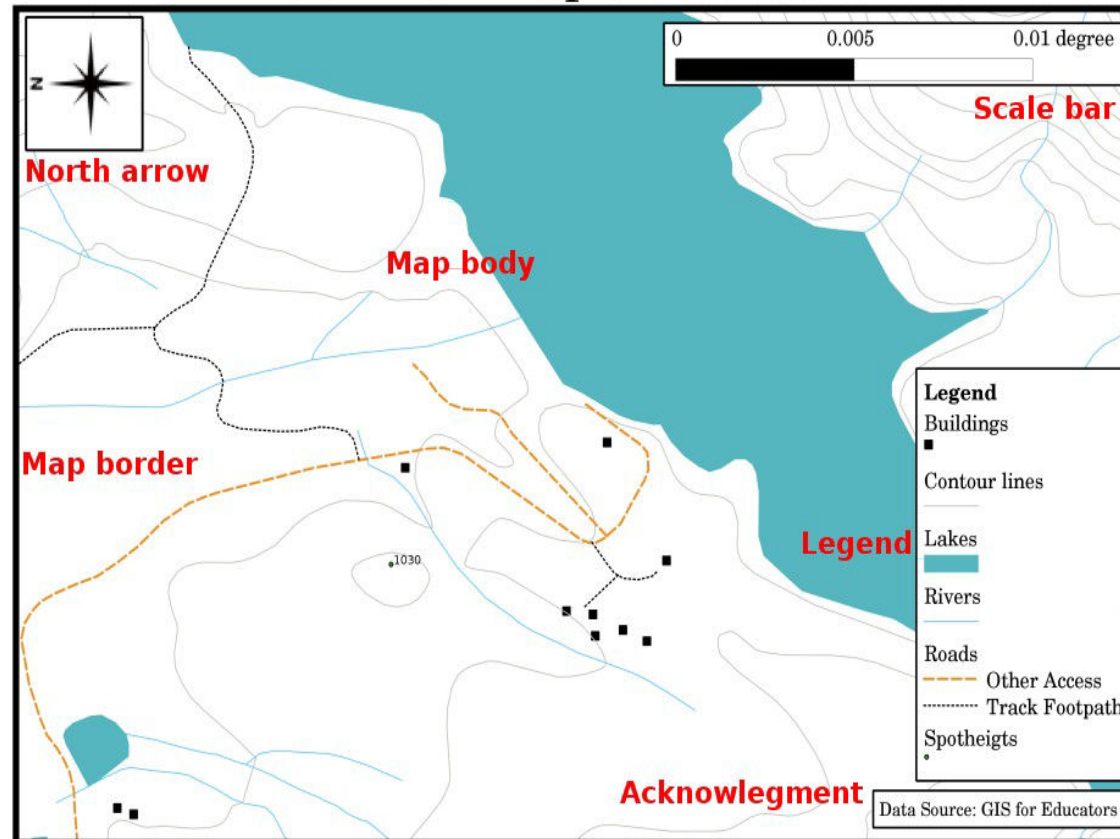 0 0.005 0.01 degree
Scale bar
N
North arrow
Map body
Map border
1030
Legend
Legend
Buildings
Contour lines
Lakes
Rivers
Roads
Other Access
Track Footpath
Spotheigts
Acknowlegment
Data Source: GIS for Educators